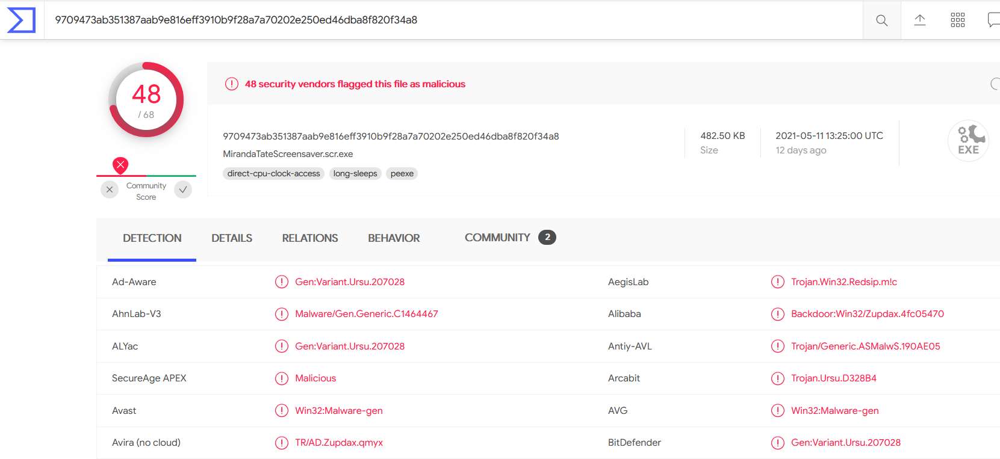 9709473ab351387aab9e816eff3910b9f28a7a70202e250ed46dba8f820f34a8
48
/ 68
48 security vendors flagged this file as malicious
9709473ab351387aab9e816eff3910b9f28a7a70202e250ed46dba8f820f34a8
MirandaTateScreensaver.scr.exe
direct-cpu-clock-access long-sleeps peexe
482.50 KB
Size
2021-05-11 13:25:00 UTC
12 days ago
EXE
Community
Score
DETECTION DETAILS RELATIONS BEHAVIOR COMMUNITY 2
Ad-Aware Gen:Variant.Ursu.207028 AegisLab Trojan.Win32.Redsip.m!c
AhnLab-V3 Malware/Gen.Generic.C1464467 Alibaba Backdoor:Win32/Zupdax.4fc05470
ALYac Gen:Variant.Ursu.207028 Antiy-AVL Trojan/Generic.ASMalwS.190AE05
SecureAge APEX Malicious Arcabit Trojan.Ursu.D328B4
Avast Win32:Malware-gen AVG Win32:Malware-gen
Avira (no cloud) TR/AD.Zupdax.qmyx BitDefender Gen:Variant.Ursu.207028